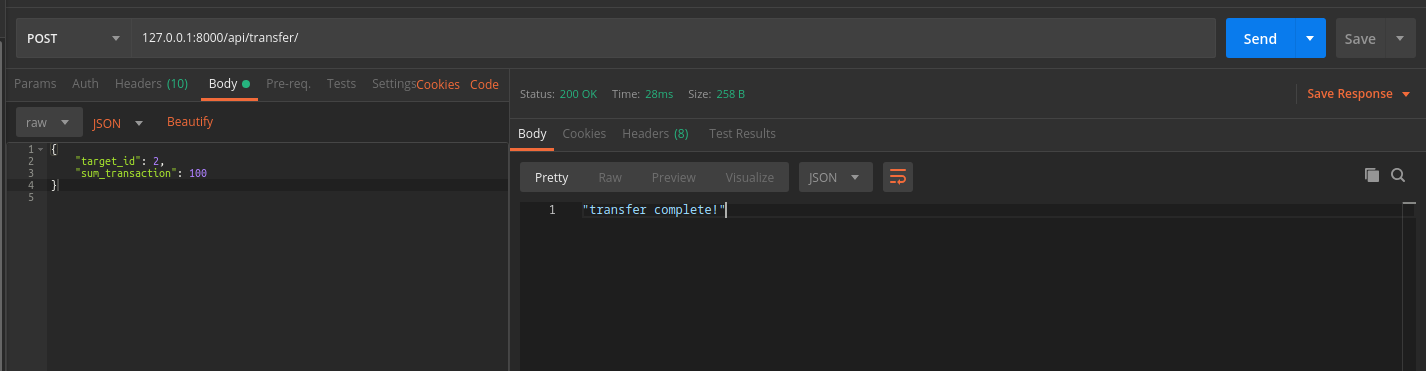 POST 127.0.0.1:8000/api/transfer/ Send Save
Params Auth Headers (10) Body Pre-req. Tests Settings Cookies Code
raw JSON Beautify
1 {
2 "target_id": 2,
3 "sum_transaction": 100
4 }
5
Status: 200 OK Time: 28ms Size: 258 B Save Response
Body Cookies Headers (8) Test Results
Pretty Raw Preview Visualize JSON
1 "transfer complete!"